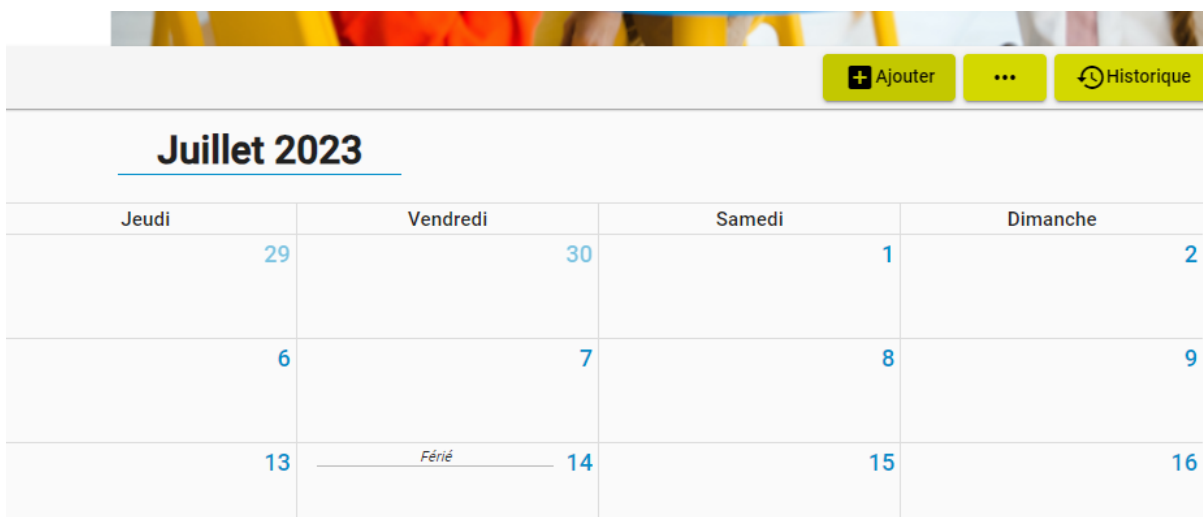 Ajouter ... Historique
Juillet 2023
Jeudi Vendredi Samedi Dimanche
29 30 1 2
6 7 8 9
13 Férié 14 15 16